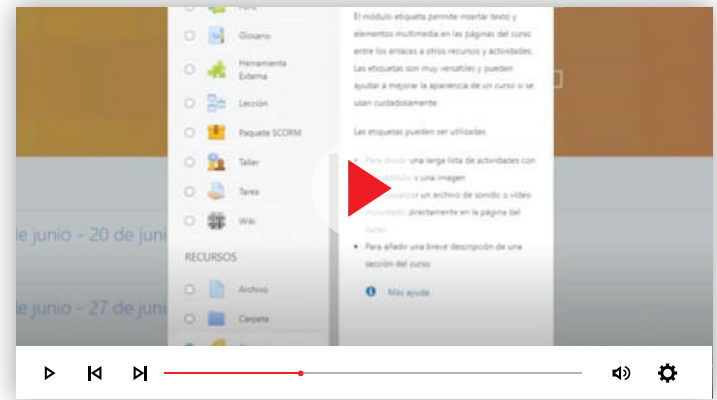 Glosario
Herramienta
Externa
Lección
Paquete SCORM
Taller
Tarea
Wiki
RECURSOS
Archivo
Carpeta
El módulo etiqueta permite insertar texto y
elementos multimedia en las páginas del curso
entre los enlaces a otros recursos y actividades.
Las etiquetas son muy versátiles y pueden
ayudar a mejorar la apariencia de un curso si se
usan cuidadosamente.
Las etiquetas pueden ser utilizadas
• Para dividir una larga lista de actividades con
o una imagen
un archivo de sonido o vídeo
directamente en la página del
curso
• Para añadir una breve descripción de una
sección del curso
Más ayuda
de junio - 20 de juni
de junio - 27 de juni